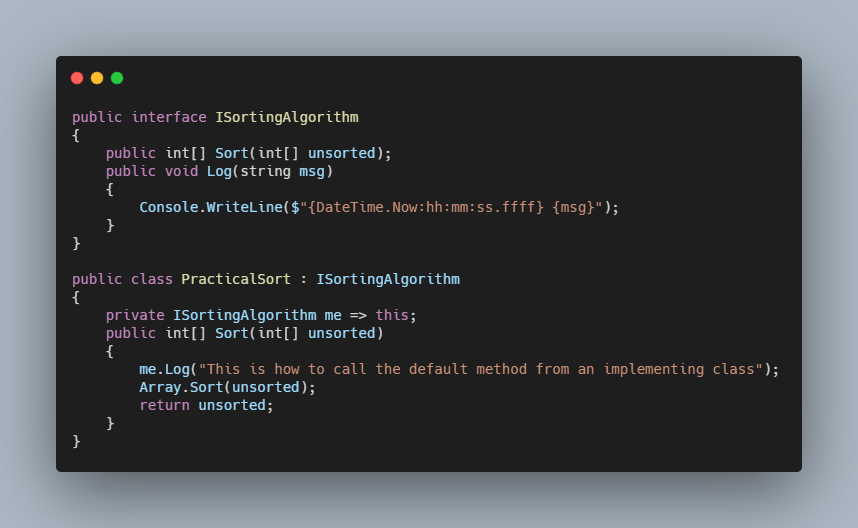 public interface ISortingAlgorithm
{
    public int[] Sort(int[] unsorted);
    public void Log(string msg)
    {
        Console.WriteLine($"{DateTime.Now:hh:mm:ss.ffff} {msg}");
    }
}

public class PracticalSort : ISortingAlgorithm
{
    private ISortingAlgorithm me => this;
    public int[] Sort(int[] unsorted)
    {
        me.Log("This is how to call the default method from an implementing class");
        Array.Sort(unsorted);
        return unsorted;
    }
}